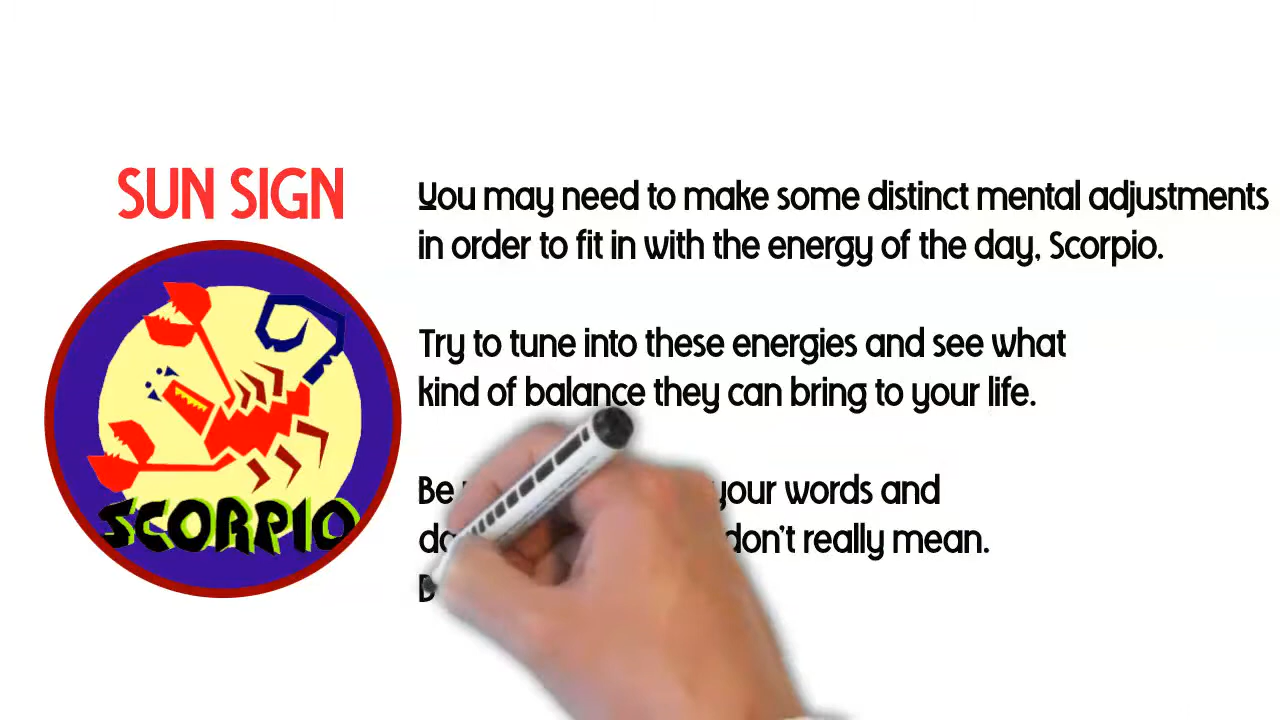 SUN SIGN
SCORPIO
You may need to make some distinct mental adjustments
in order to fit in with the energy of the day, Scorpio.
Try to tune into these energies and see what
kind of balance they can bring to your life.
Be your words and
don't really mean.